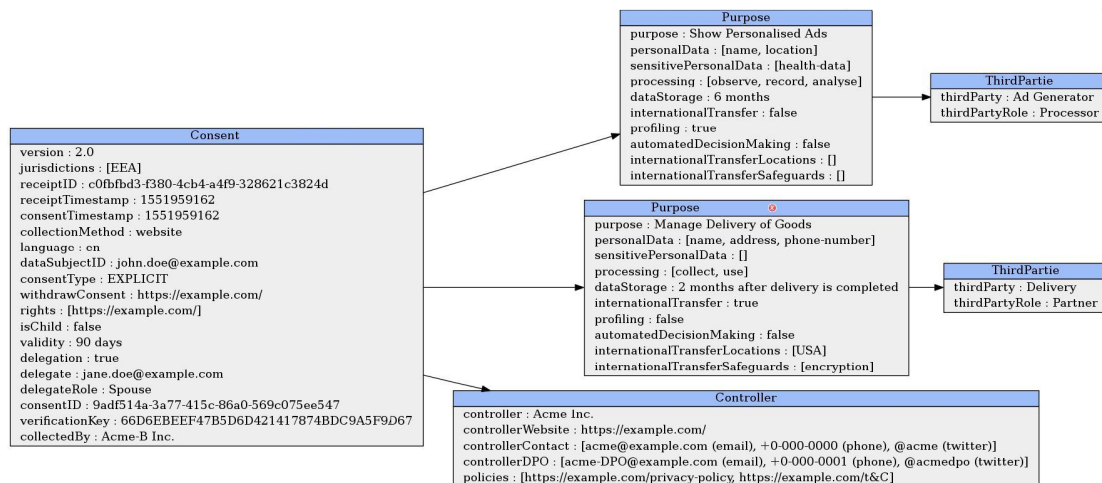 Consent
version : 2.0
jurisdictions : [EEA]
receiptID : c0fbfbd3-f380-4cb4-a4f9-328621c3824d
receiptTimestamp : 1551959162
consentTimestamp : 1551959162
collectionMethod : website
language : en
dataSubjectID : john.doe@example.com
consentType : EXPLICIT
withdrawConsent : https://example.com/
rights : [https://example.com/]
isChild : false
validity : 90 days
delegation : true
delegate : jane.doe@example.com
delegateRole : Spouse
consentID : 9adf514a-3a77-415c-86a0-569c075ee547
verificationKey : 66D6EBEEF47B5D6D421417874BDC9A5F9D67
collectedBy : Acme-B Inc.
Purpose
purpose : Show Personalised Ads
personalData : [name, location]
sensitivePersonalData : [health-data]
processing : [observe, record, analyse]
dataStorage : 6 months
internationalTransfer : false
profiling : true
automatedDecisionMaking : false
internationalTransferLocations : []
internationalTransferSafeguards : []
ThirdPartie
thirdParty : Ad Generator
thirdPartyRole : Processor
Purpose
purpose : Manage Delivery of Goods
personalData : [name, address, phone-number]
sensitivePersonalData : []
processing : [collect, use]
dataStorage : 2 months after delivery is completed
internationalTransfer : true
profiling : false
automatedDecisionMaking : false
internationalTransferLocations : [USA]
internationalTransferSafeguards : [encryption]
ThirdPartie
thirdParty : Delivery
thirdPartyRole : Partner
Controller
controller : Acme Inc.
controllerWebsite : https://example.com/
controllerContact : [acme@example.com (email), +0-000-0000 (phone), @acme (twitter)]
controllerDPO : [acme-DPO@example.com (email), +0-000-0001 (phone), @acmedpo (twitter)]
policies : [https://example.com/privacy-policy, https://example.com/t&C]